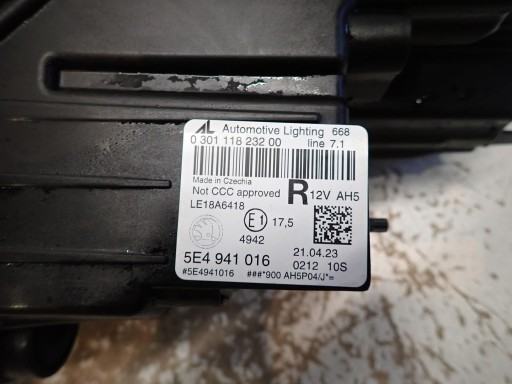 AL Automotive Lighting 668
0 301 118 232 00 line 7.1
Made in Czechia
Not CCC approved R 12V AH5
LE18A6418
E1 17,5
4942
21.04.23
5E4 941 016 0212 10S
#5E4941016 ###*900 AH5P04/J*=